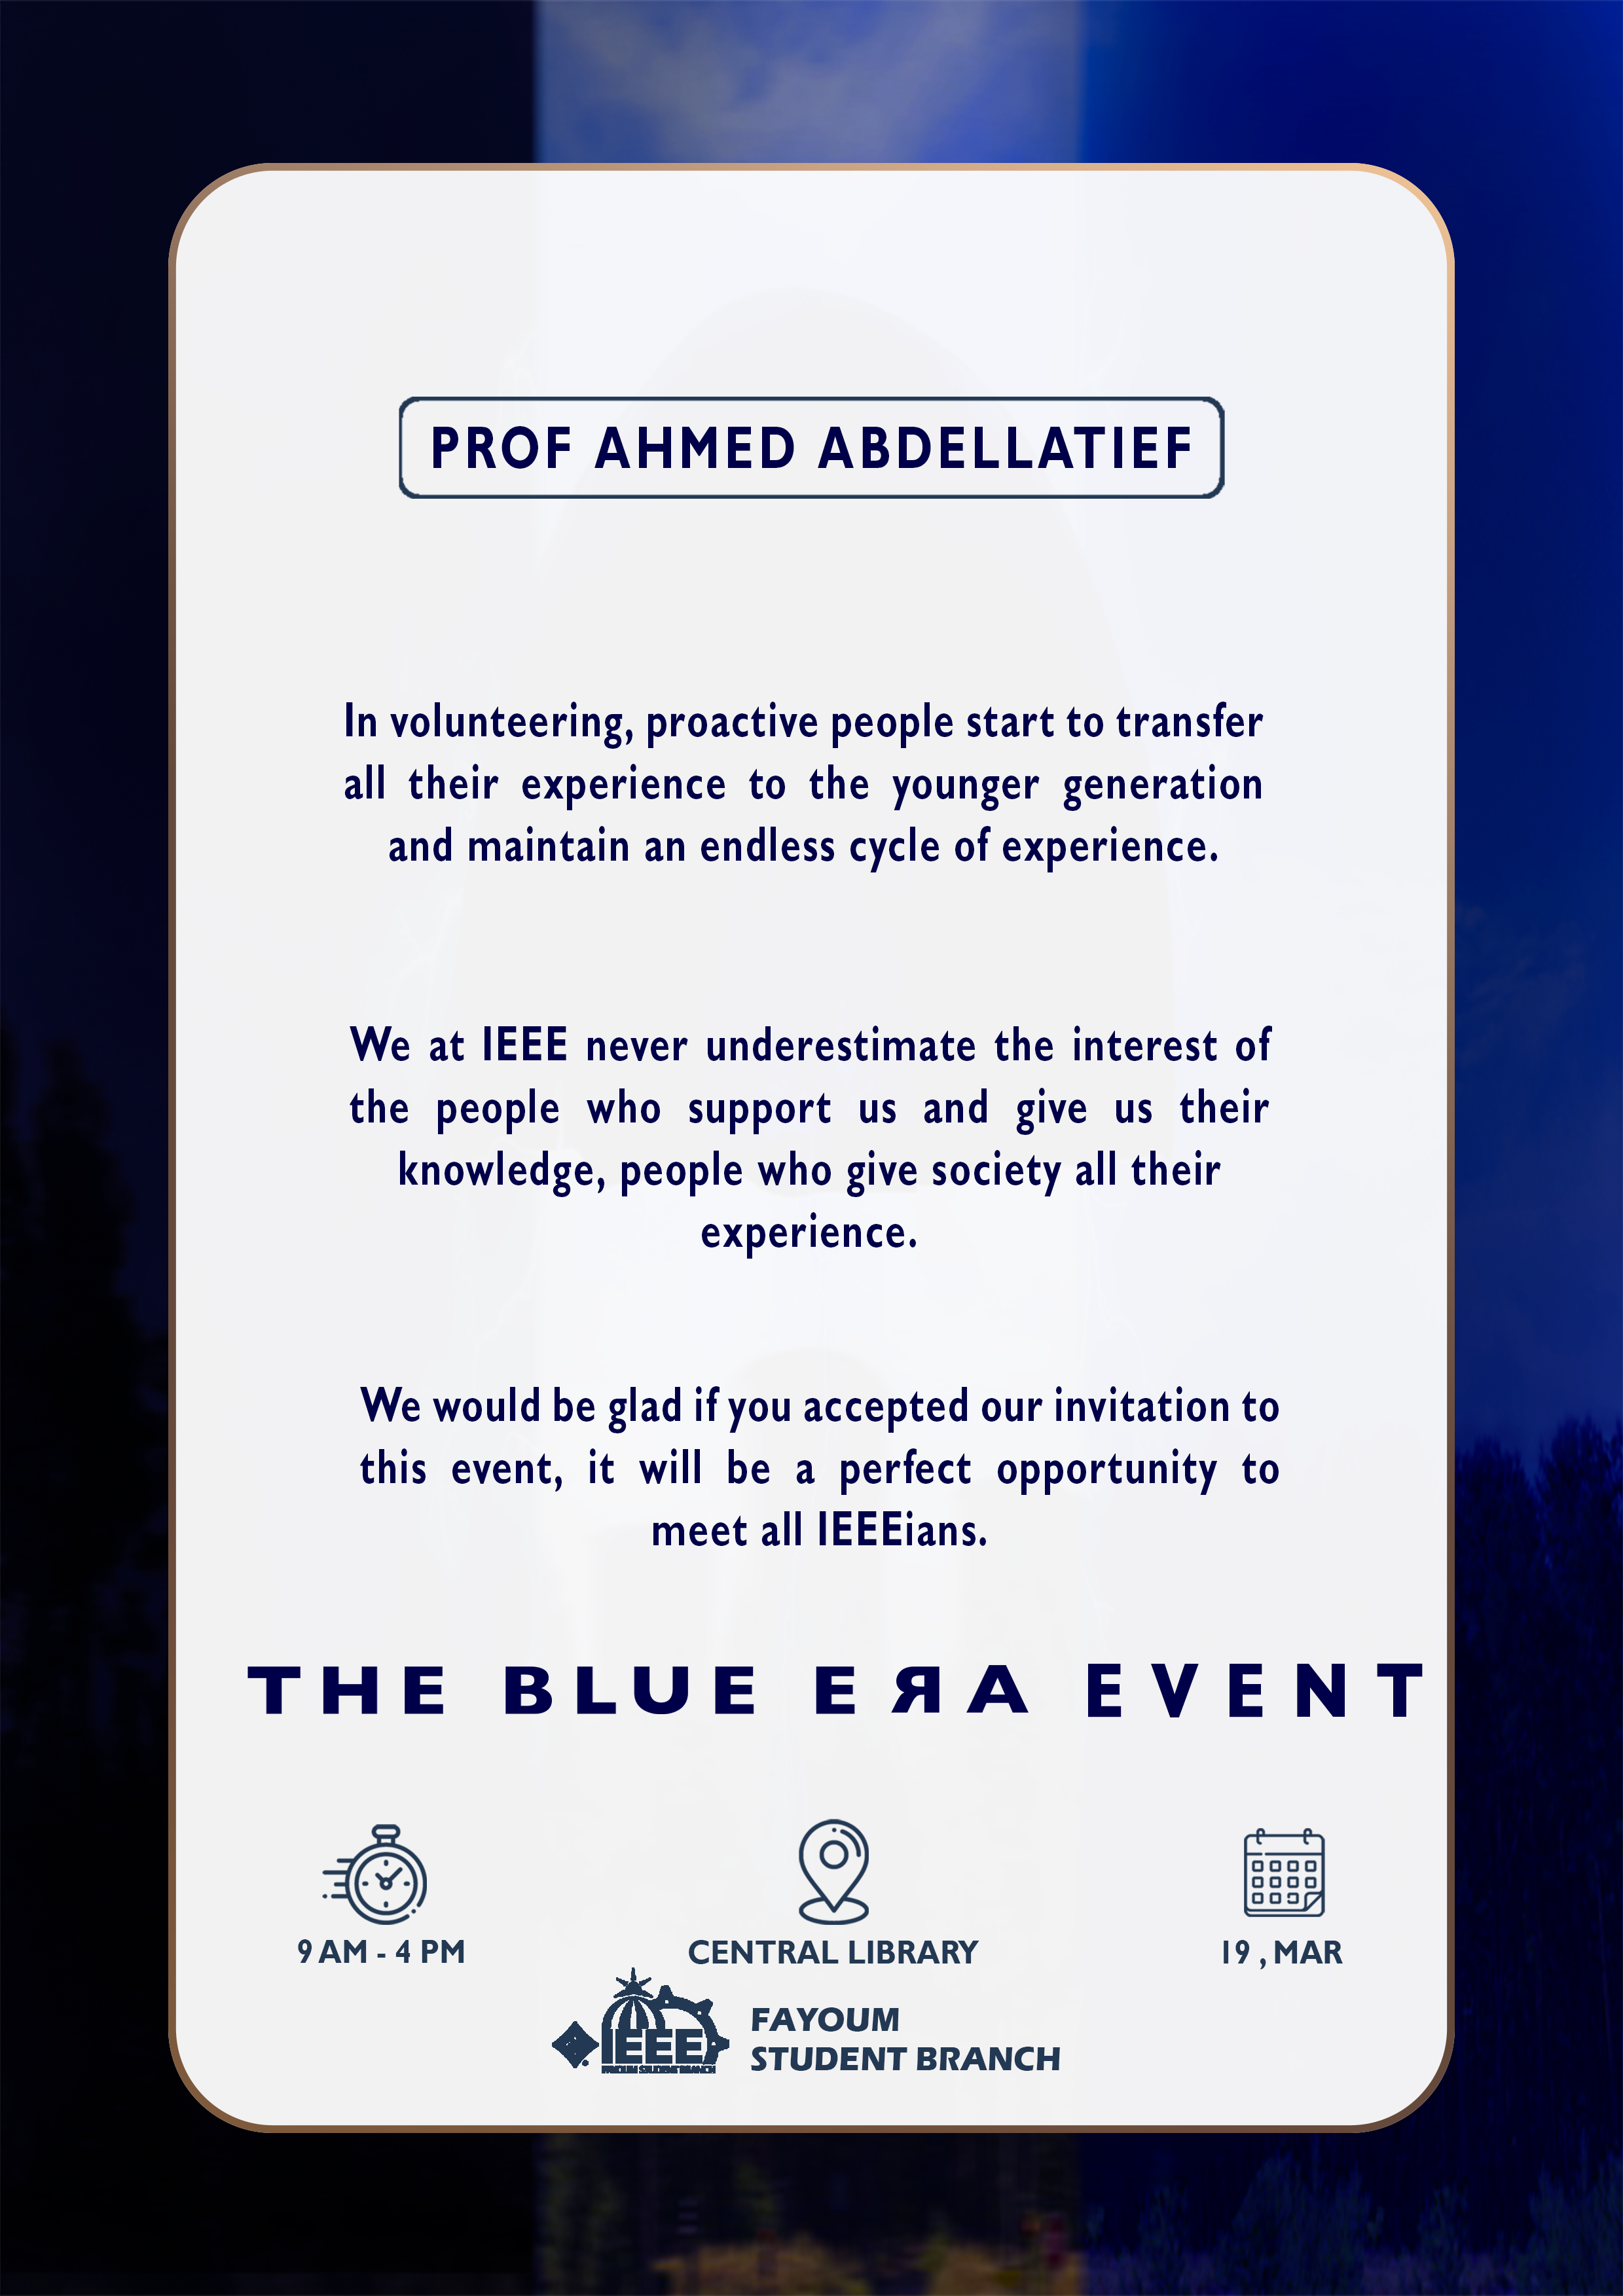 PROF AHMED ABDELLATIEF
In volunteering, proactive people start to transfer
all their experience to the younger generation
and maintain an endless cycle of experience.
We at IEEE never underestimate the interest of
the people who support us and give us their
knowledge, people who give society all their
experience.
We would be glad if you accepted our invitation to
this event, it will be a perfect opportunity to
meet all IEEEians.
THE BLUE EЯA EVENT
9 AM - 4 PM
CENTRAL LIBRARY
19 , MAR
IEEE
FAYOUM STUDENT BRANCH
FAYOUM
STUDENT BRANCH